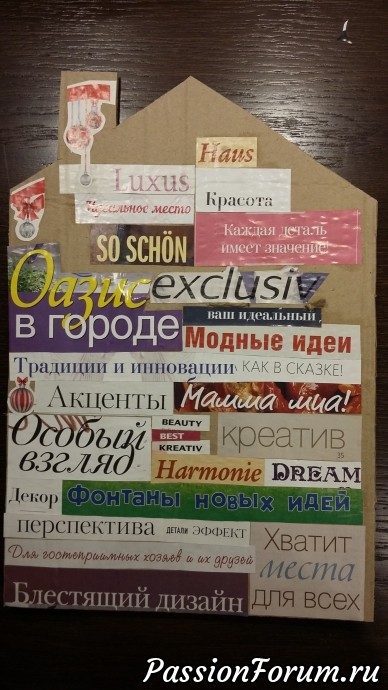 Haus
Luxus
Идеальное место
Красота
SO SCHÖN
Каждая деталь
имеет значение!
Оазис
exclusiv
в городе
ваш идеальный
Модные идеи
Традиции и инновации
КАК В СКАЗКЕ!
Акценты
Мамма миа!
Особый
взгляд
BEAUTY
BEST
KREATIV
креатив
35
Harmonie
DREAM
Декор
Фонтаны новых идей
перспектива
ДЕТАЛИ ЭФФЕКТ
Для гостеприимных хозяев и их друзей
Хватит
места
для всех
Блестящий дизайн
PassionForum.ru